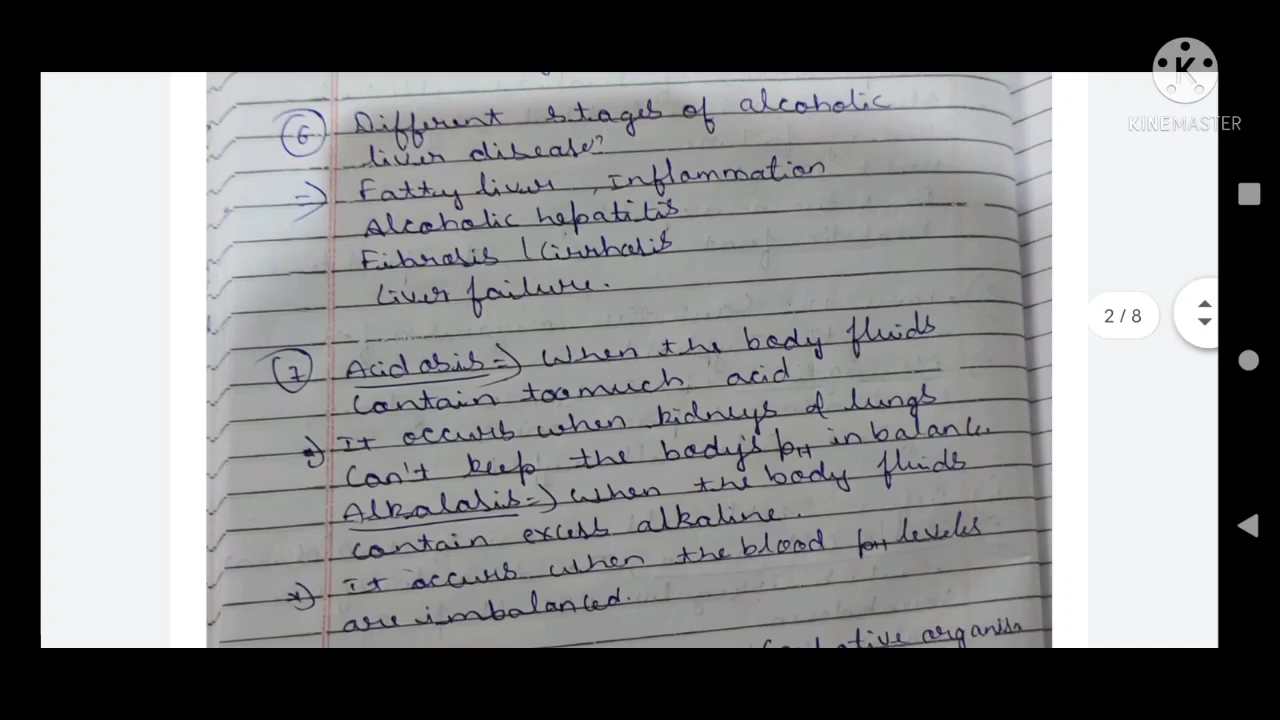 KINEMASTER
6 Different stages of alcoholic
liver disease?
=> Fatty liver, Inflammation
Alcoholic hepatitis
Fibrosis / Cirrhosis
Liver failure.
7 Acidosis => When the body fluids
contain too much acid
It occurs when kidneys & lungs
can't keep the body's pH in balance.
Alkalosis => When the body fluids
contain excess alkaline.
It occurs when the blood pH levels
are imbalanced.
2 / 8